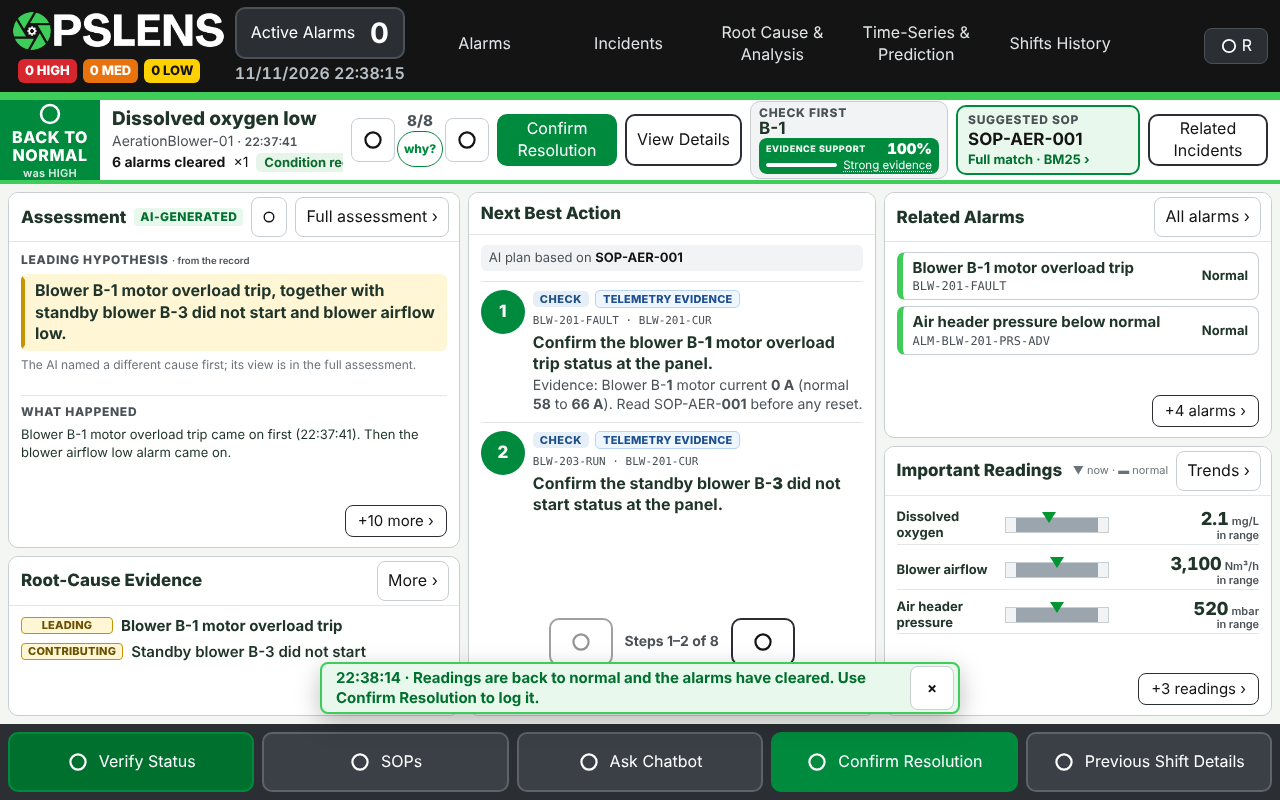 OPSLENS
Active Alarms 0
0 HIGH 0 MED 0 LOW
11/11/2026 22:38:15
Alarms
Incidents
Root Cause &
Analysis
Time-Series &
Prediction
Shifts History
R
BACK TO
NORMAL
was HIGH
Dissolved oxygen low
AerationBlower-01 · 22:37:41
6 alarms cleared ×1 Condition re
8/8
why?
Confirm
Resolution
View Details
CHECK FIRST
B-1
EVIDENCE SUPPORT 100%
Strong evidence
SUGGESTED SOP
SOP-AER-001
Full match · BM25 ›
Related
Incidents
Assessment AI-GENERATED
Full assessment ›
LEADING HYPOTHESIS · from the record
Blower B-1 motor overload trip, together with
standby blower B-3 did not start and blower airflow
low.
The AI named a different cause first; its view is in the full assessment.
WHAT HAPPENED
Blower B-1 motor overload trip came on first (22:37:41). Then the
blower airflow low alarm came on.
+10 more ›
Root-Cause Evidence
More ›
LEADING Blower B-1 motor overload trip
CONTRIBUTING Standby blower B-3 did not start
Next Best Action
AI plan based on SOP-AER-001
1
CHECK TELEMETRY EVIDENCE
BLW-201-FAULT · BLW-201-CUR
Confirm the blower B-1 motor overload
trip status at the panel.
Evidence: Blower B-1 motor current 0 A (normal
58 to 66 A). Read SOP-AER-001 before any reset.
2
CHECK TELEMETRY EVIDENCE
BLW-203-RUN · BLW-201-CUR
Confirm the standby blower B-3 did not
start status at the panel.
Steps 1–2 of 8
Related Alarms
All alarms ›
Blower B-1 motor overload trip
BLW-201-FAULT
Normal
Air header pressure below normal
ALM-BLW-201-PRS-ADV
Normal
+4 alarms ›
Important Readings
▼ now · ▬ normal
Trends ›
Dissolved
oxygen
2.1 mg/L
in range
Blower airflow
3,100 Nm³/h
in range
Air header
pressure
520 mbar
in range
+3 readings ›
22:38:14 · Readings are back to normal and the alarms have cleared. Use
Confirm Resolution to log it.
×
Verify Status
SOPs
Ask Chatbot
Confirm Resolution
Previous Shift Details